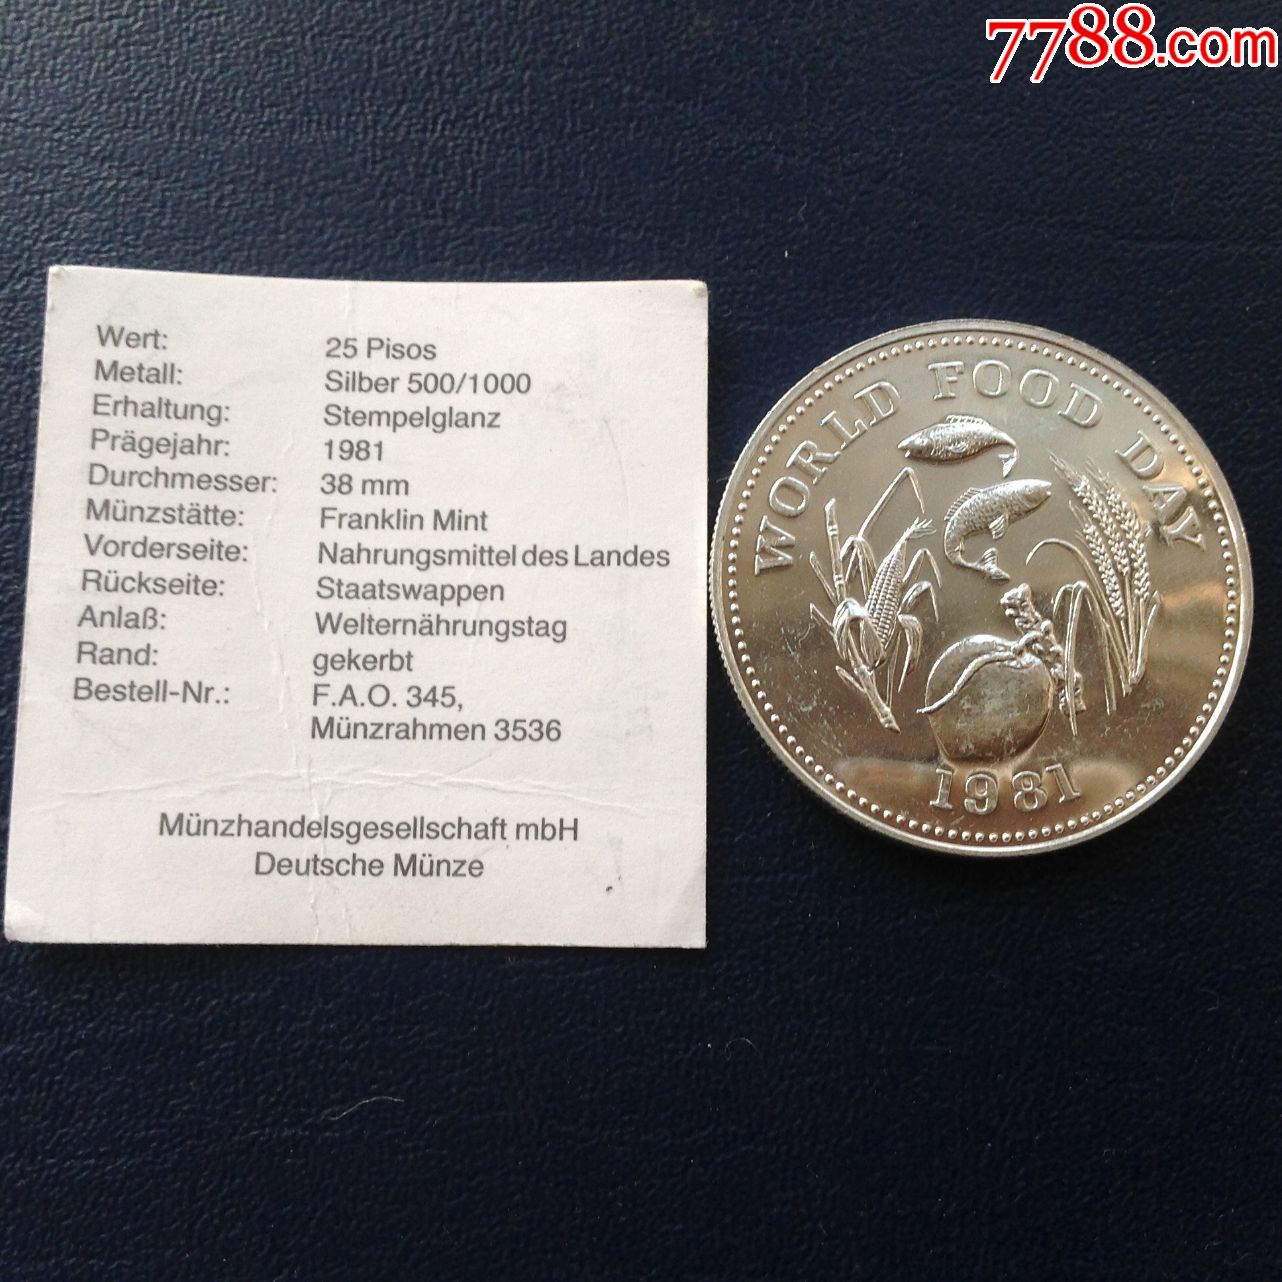 7788.com
Wert: 25 Pisos
Metall: Silber 500/1000
Erhaltung: Stempelglanz
Prägejahr: 1981
Durchmesser: 38 mm
Münzstätte: Franklin Mint
Vorderseite: Nahrungsmittel des Landes
Rückseite: Staatswappen
Anlaß: Welternährungstag
Rand: gekerbt
Bestell-Nr.: F.A.O. 345,
Münzrahmen 3536
Münzhandelsgesellschaft mbH
Deutsche Münze
WORLD FOOD DAY
1981